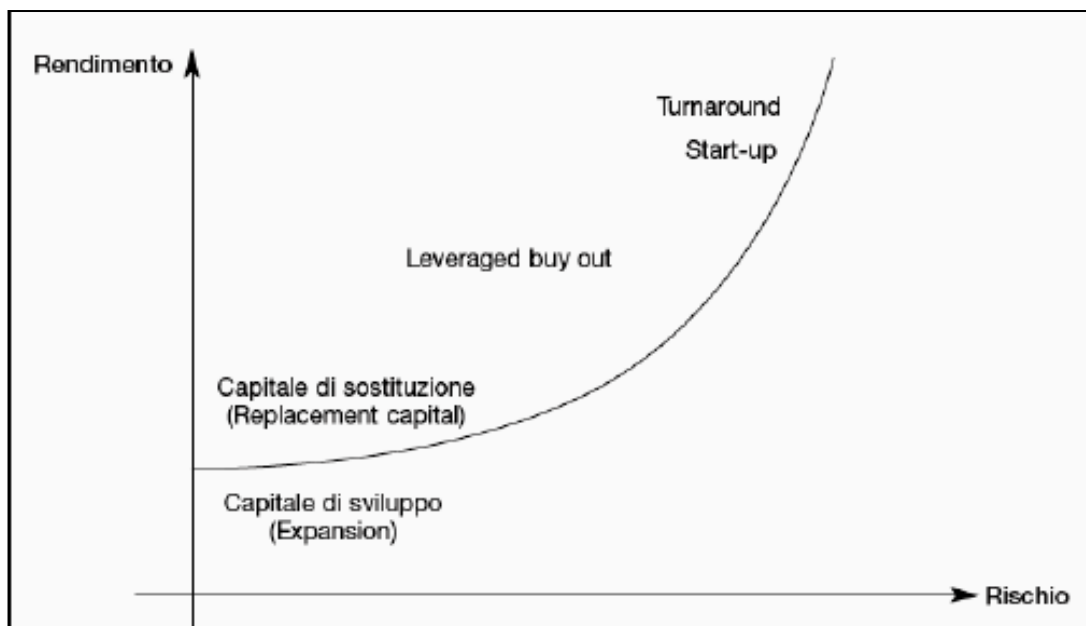 Rendimento
Turnaround
Start-up
Leveraged buy out
Capitale di sostituzione
(Replacement capital)
Capitale di sviluppo
(Expansion)
Rischio